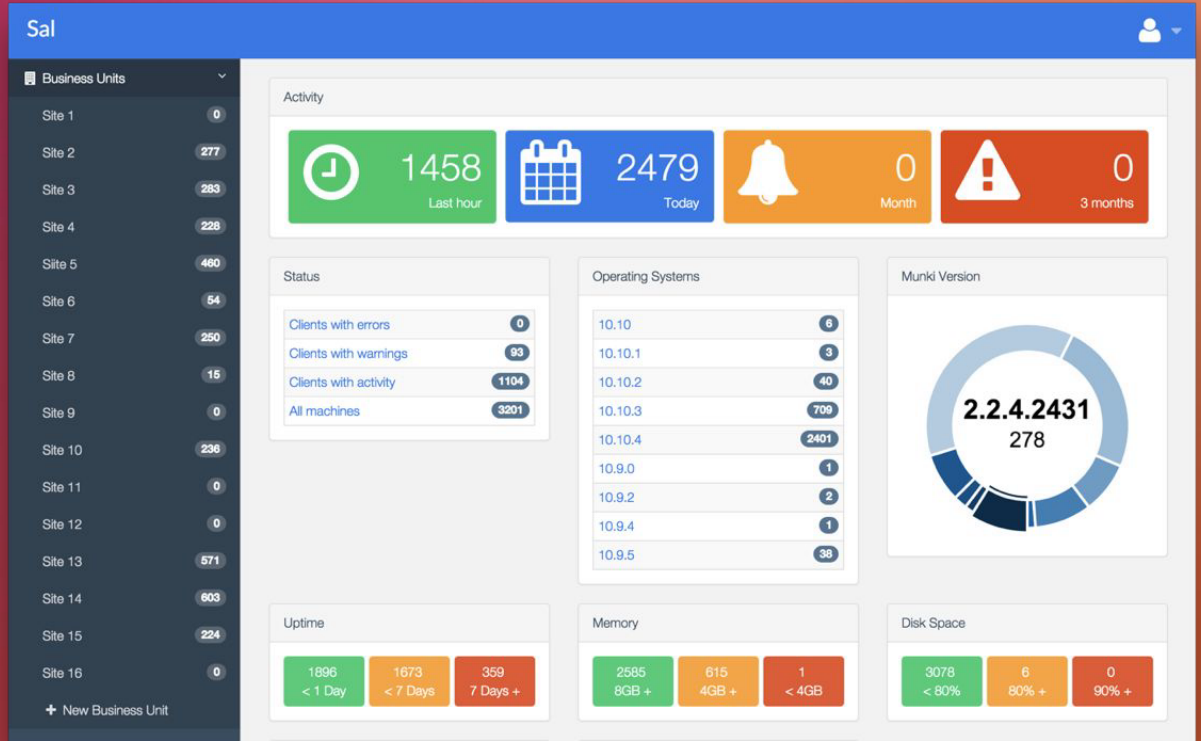 Sal
Business Units
Site 1 0
Site 2 277
Site 3 283
Site 4 228
Siite 5 460
Site 6 54
Site 7 250
Site 8 15
Site 9 0
Site 10 236
Site 11 0
Site 12 0
Site 13 571
Site 14 603
Site 15 224
Site 16 0
+ New Business Unit
Activity
1458
Last hour
2479
Today
0
Month
0
3 months
Status
Clients with errors 0
Clients with warnings 93
Clients with activity 1104
All machines 3201
Operating Systems
10.10 6
10.10.1 3
10.10.2 40
10.10.3 709
10.10.4 2401
10.9.0 1
10.9.2 2
10.9.4 1
10.9.5 38
Munki Version
2.2.4.2431
278
Uptime
1896
< 1 Day
1673
< 7 Days
359
7 Days +
Memory
2585
8GB +
615
4GB +
1
< 4GB
Disk Space
3078
< 80%
6
80% +
0
90% +